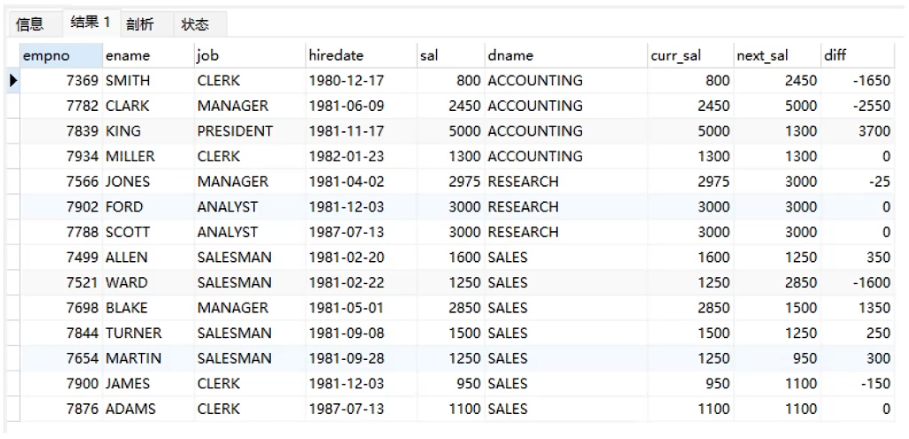 信息 结果 1 剖析 状态
empno ename job hiredate sal dname curr_sal next_sal diff
7369 SMITH CLERK 1980-12-17 800 ACCOUNTING 800 2450 -1650
7782 CLARK MANAGER 1981-06-09 2450 ACCOUNTING 2450 5000 -2550
7839 KING PRESIDENT 1981-11-17 5000 ACCOUNTING 5000 1300 3700
7934 MILLER CLERK 1982-01-23 1300 ACCOUNTING 1300 1300 0
7566 JONES MANAGER 1981-04-02 2975 RESEARCH 2975 3000 -25
7902 FORD ANALYST 1981-12-03 3000 RESEARCH 3000 3000 0
7788 SCOTT ANALYST 1987-07-13 3000 RESEARCH 3000 3000 0
7499 ALLEN SALESMAN 1981-02-20 1600 SALES 1600 1250 350
7521 WARD SALESMAN 1981-02-22 1250 SALES 1250 2850 -1600
7698 BLAKE MANAGER 1981-05-01 2850 SALES 2850 1500 1350
7844 TURNER SALESMAN 1981-09-08 1500 SALES 1500 1250 250
7654 MARTIN SALESMAN 1981-09-28 1250 SALES 1250 950 300
7900 JAMES CLERK 1981-12-03 950 SALES 950 1100 -150
7876 ADAMS CLERK 1987-07-13 1100 SALES 1100 1100 0